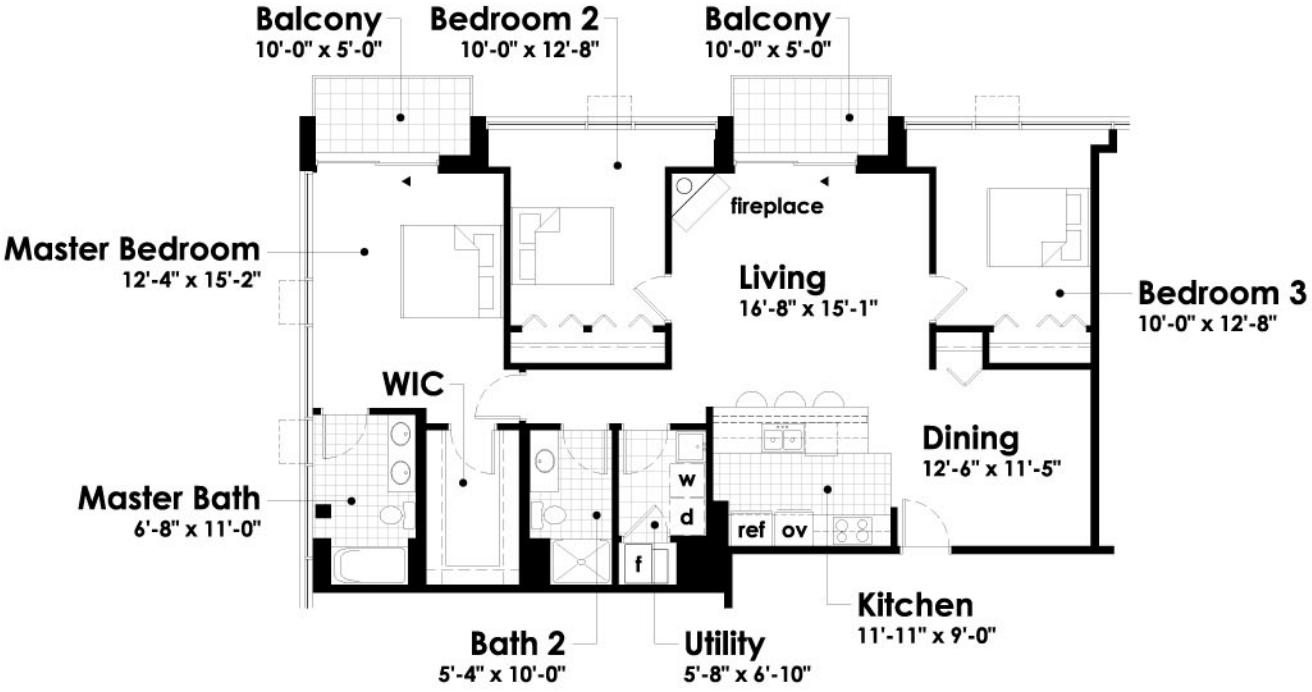 Balcony
10'-0" x 5'-0"
Bedroom 2
10'-0" x 12'-8"
Balcony
10'-0" x 5'-0"
fireplace
Master Bedroom
12'-4" x 15'-2"
Living
16'-8" x 15'-1"
Bedroom 3
10'-0" x 12'-8"
WIC
Dining
12'-6" x 11'-5"
Master Bath
6'-8" x 11'-0"
w
d
ref
ov
f
Kitchen
11'-11" x 9'-0"
Bath 2
5'-4" x 10'-0"
Utility
5'-8" x 6'-10"